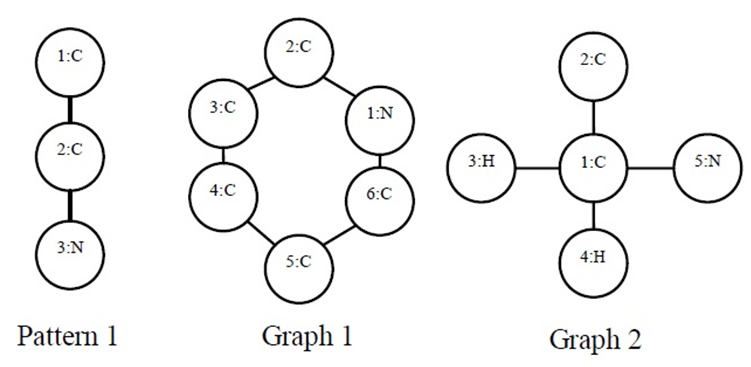 1:C
2:C
3:N
Pattern 1
2:C
3:C
1:N
4:C
6:C
5:C
Graph 1
2:C
3:H
1:C
5:N
4:H
Graph 2